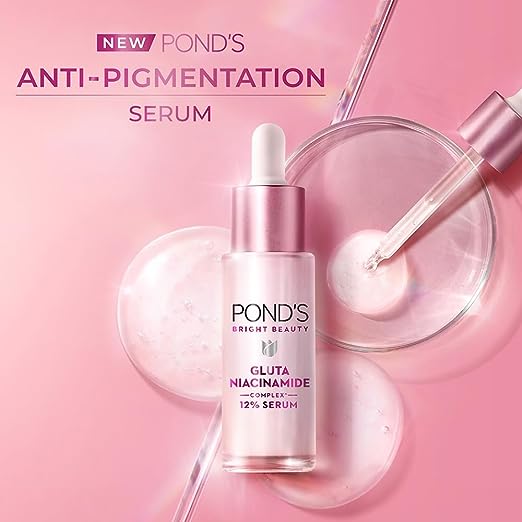 NEW POND'S
ANTI-PIGMENTATION
SERUM
POND'S
BRIGHT BEAUTY
GLUTA
NIACINAMIDE
COMPLEX*
12% SERUM